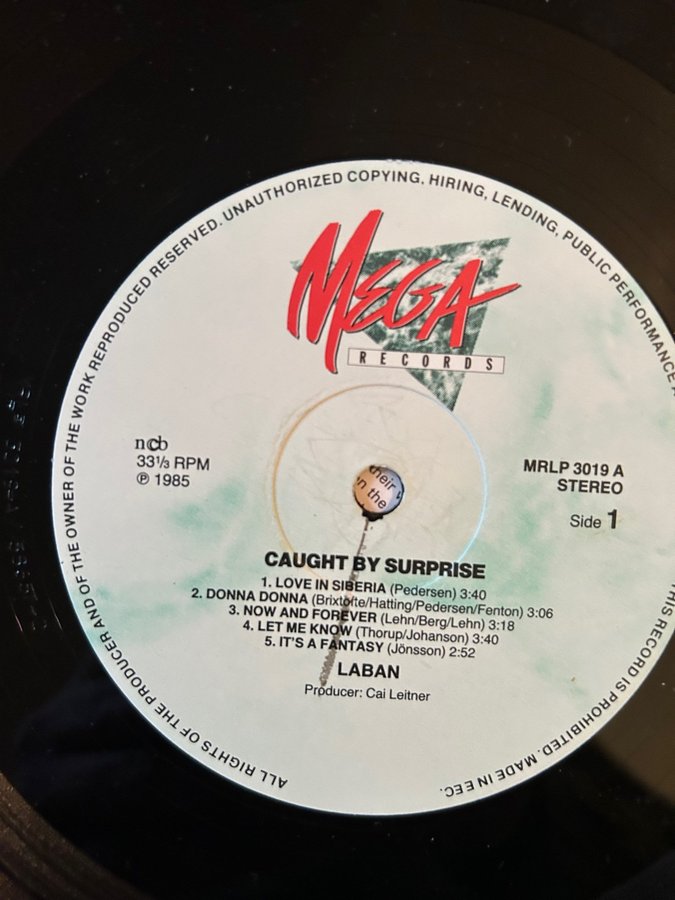 ALL RIGHTS OF THE PRODUCER AND OF THE OWNER OF THE WORK REPRODUCED RESERVED. UNAUTHORIZED COPYING, HIRING, LENDING, PUBLIC PERFORMANCE THIS RECORD IS PROHIBITED. MADE IN EEC.
MEGA
RECORDS
ncb
33⅓ RPM
℗ 1985
MRLP 3019 A
STEREO
Side 1
their
on the
CAUGHT BY SURPRISE
1. LOVE IN SIBERIA (Pedersen) 3:40
2. DONNA DONNA (Brixtofte/Hatting/Pedersen/Fenton) 3:06
3. NOW AND FOREVER (Lehn/Berg/Lehn) 3:18
4. LET ME KNOW (Thorup/Johanson) 3:40
5. IT'S A FANTASY (Jönsson) 2:52
LABAN
Producer: Cai Leitner